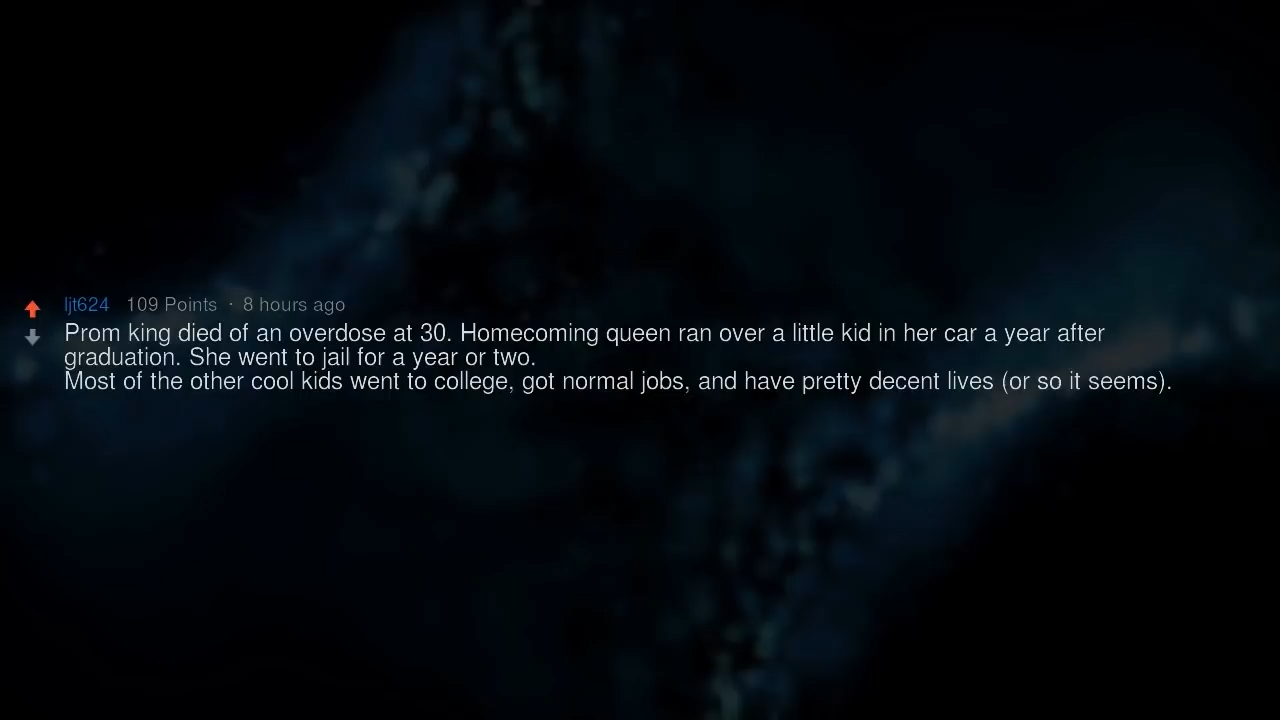 ljt624 109 Points · 8 hours ago
Prom king died of an overdose at 30. Homecoming queen ran over a little kid in her car a year after
graduation. She went to jail for a year or two.
Most of the other cool kids went to college, got normal jobs, and have pretty decent lives (or so it seems).